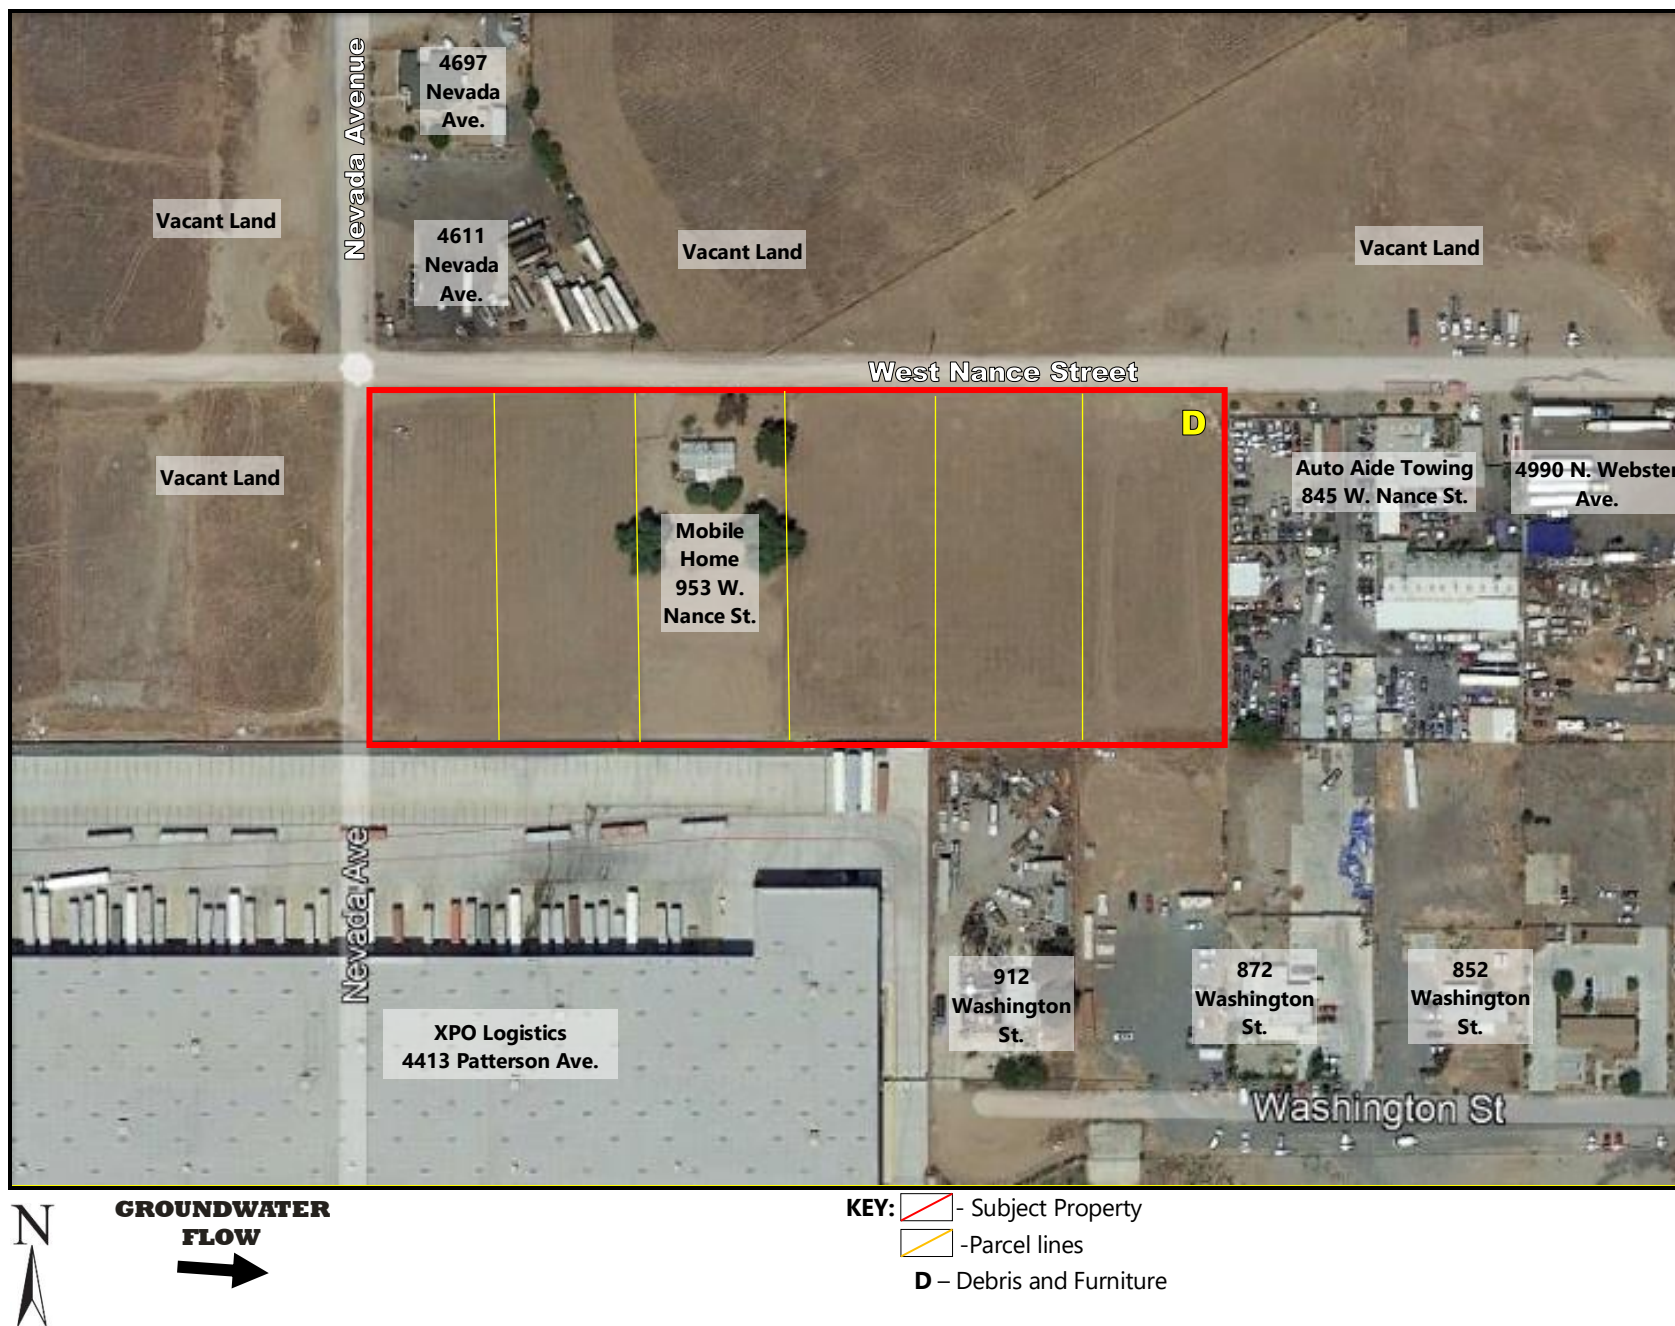 4697
Nevada
Ave.
Nevada Avenue
Vacant Land
4611
Nevada
Ave.
Vacant Land
Vacant Land
West Nance Street
D
Vacant Land
Mobile
Home
953 W.
Nance St.
Auto Aide Towing
845 W. Nance St.
4990 N. Webster
Ave.
Nevada Ave
XPO Logistics
4413 Patterson Ave.
912
Washington
St.
872
Washington
St.
852
Washington
St.
Washington St
N
GROUNDWATER
FLOW
KEY: - Subject Property
-Parcel lines
D – Debris and Furniture